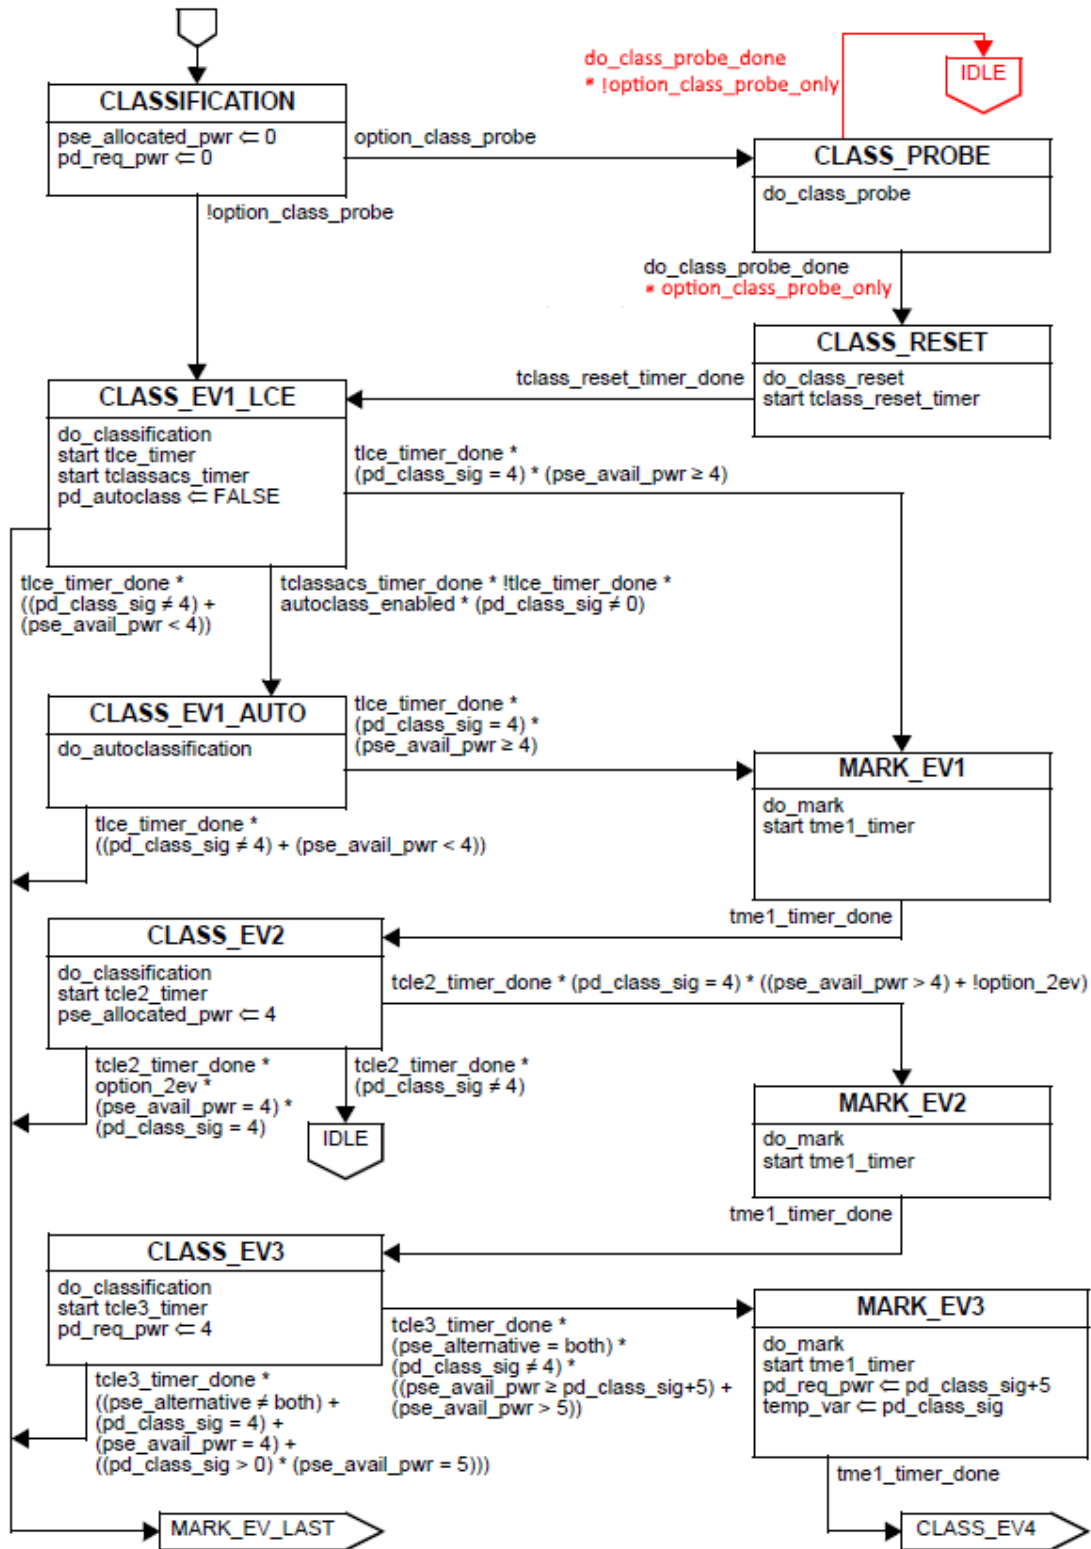 do_class_probe_done
* !option_class_probe_only
IDLE
CLASSIFICATION
pse_allocated_pwr ⇐ 0
pd_req_pwr ⇐ 0
option_class_probe
CLASS_PROBE
do_class_probe
!option_class_probe
do_class_probe_done
* option_class_probe_only
CLASS_RESET
do_class_reset
start tclass_reset_timer
tclass_reset_timer_done
CLASS_EV1_LCE
do_classification
start tlce_timer
start tclassacs_timer
pd_autoclass ⇐ FALSE
tlce_timer_done *
(pd_class_sig = 4) * (pse_avail_pwr ≥ 4)
tlce_timer_done *
((pd_class_sig ≠ 4) +
(pse_avail_pwr < 4))
tclassacs_timer_done * !tlce_timer_done *
autoclass_enabled * (pd_class_sig ≠ 0)
CLASS_EV1_AUTO
do_autoclassification
tlce_timer_done *
(pd_class_sig = 4) *
(pse_avail_pwr ≥ 4)
MARK_EV1
do_mark
start tme1_timer
tlce_timer_done *
((pd_class_sig ≠ 4) + (pse_avail_pwr < 4))
tme1_timer_done
CLASS_EV2
do_classification
start tcle2_timer
pse_allocated_pwr ⇐ 4
tcle2_timer_done * (pd_class_sig = 4) * ((pse_avail_pwr > 4) + !option_2ev)
tcle2_timer_done *
option_2ev *
(pse_avail_pwr = 4) *
(pd_class_sig = 4)
tcle2_timer_done *
(pd_class_sig ≠ 4)
IDLE
MARK_EV2
do_mark
start tme1_timer
tme1_timer_done
CLASS_EV3
do_classification
start tcle3_timer
pd_req_pwr ⇐ 4
tcle3_timer_done *
(pse_alternative = both) *
(pd_class_sig ≠ 4) *
((pse_avail_pwr ≥ pd_class_sig+5) +
(pse_avail_pwr > 5))
MARK_EV3
do_mark
start tme1_timer
pd_req_pwr ⇐ pd_class_sig+5
temp_var ⇐ pd_class_sig
tcle3_timer_done *
((pse_alternative ≠ both) +
(pd_class_sig = 4) +
(pse_avail_pwr = 4) +
((pd_class_sig > 0) * (pse_avail_pwr = 5)))
tme1_timer_done
MARK_EV_LAST
CLASS_EV4